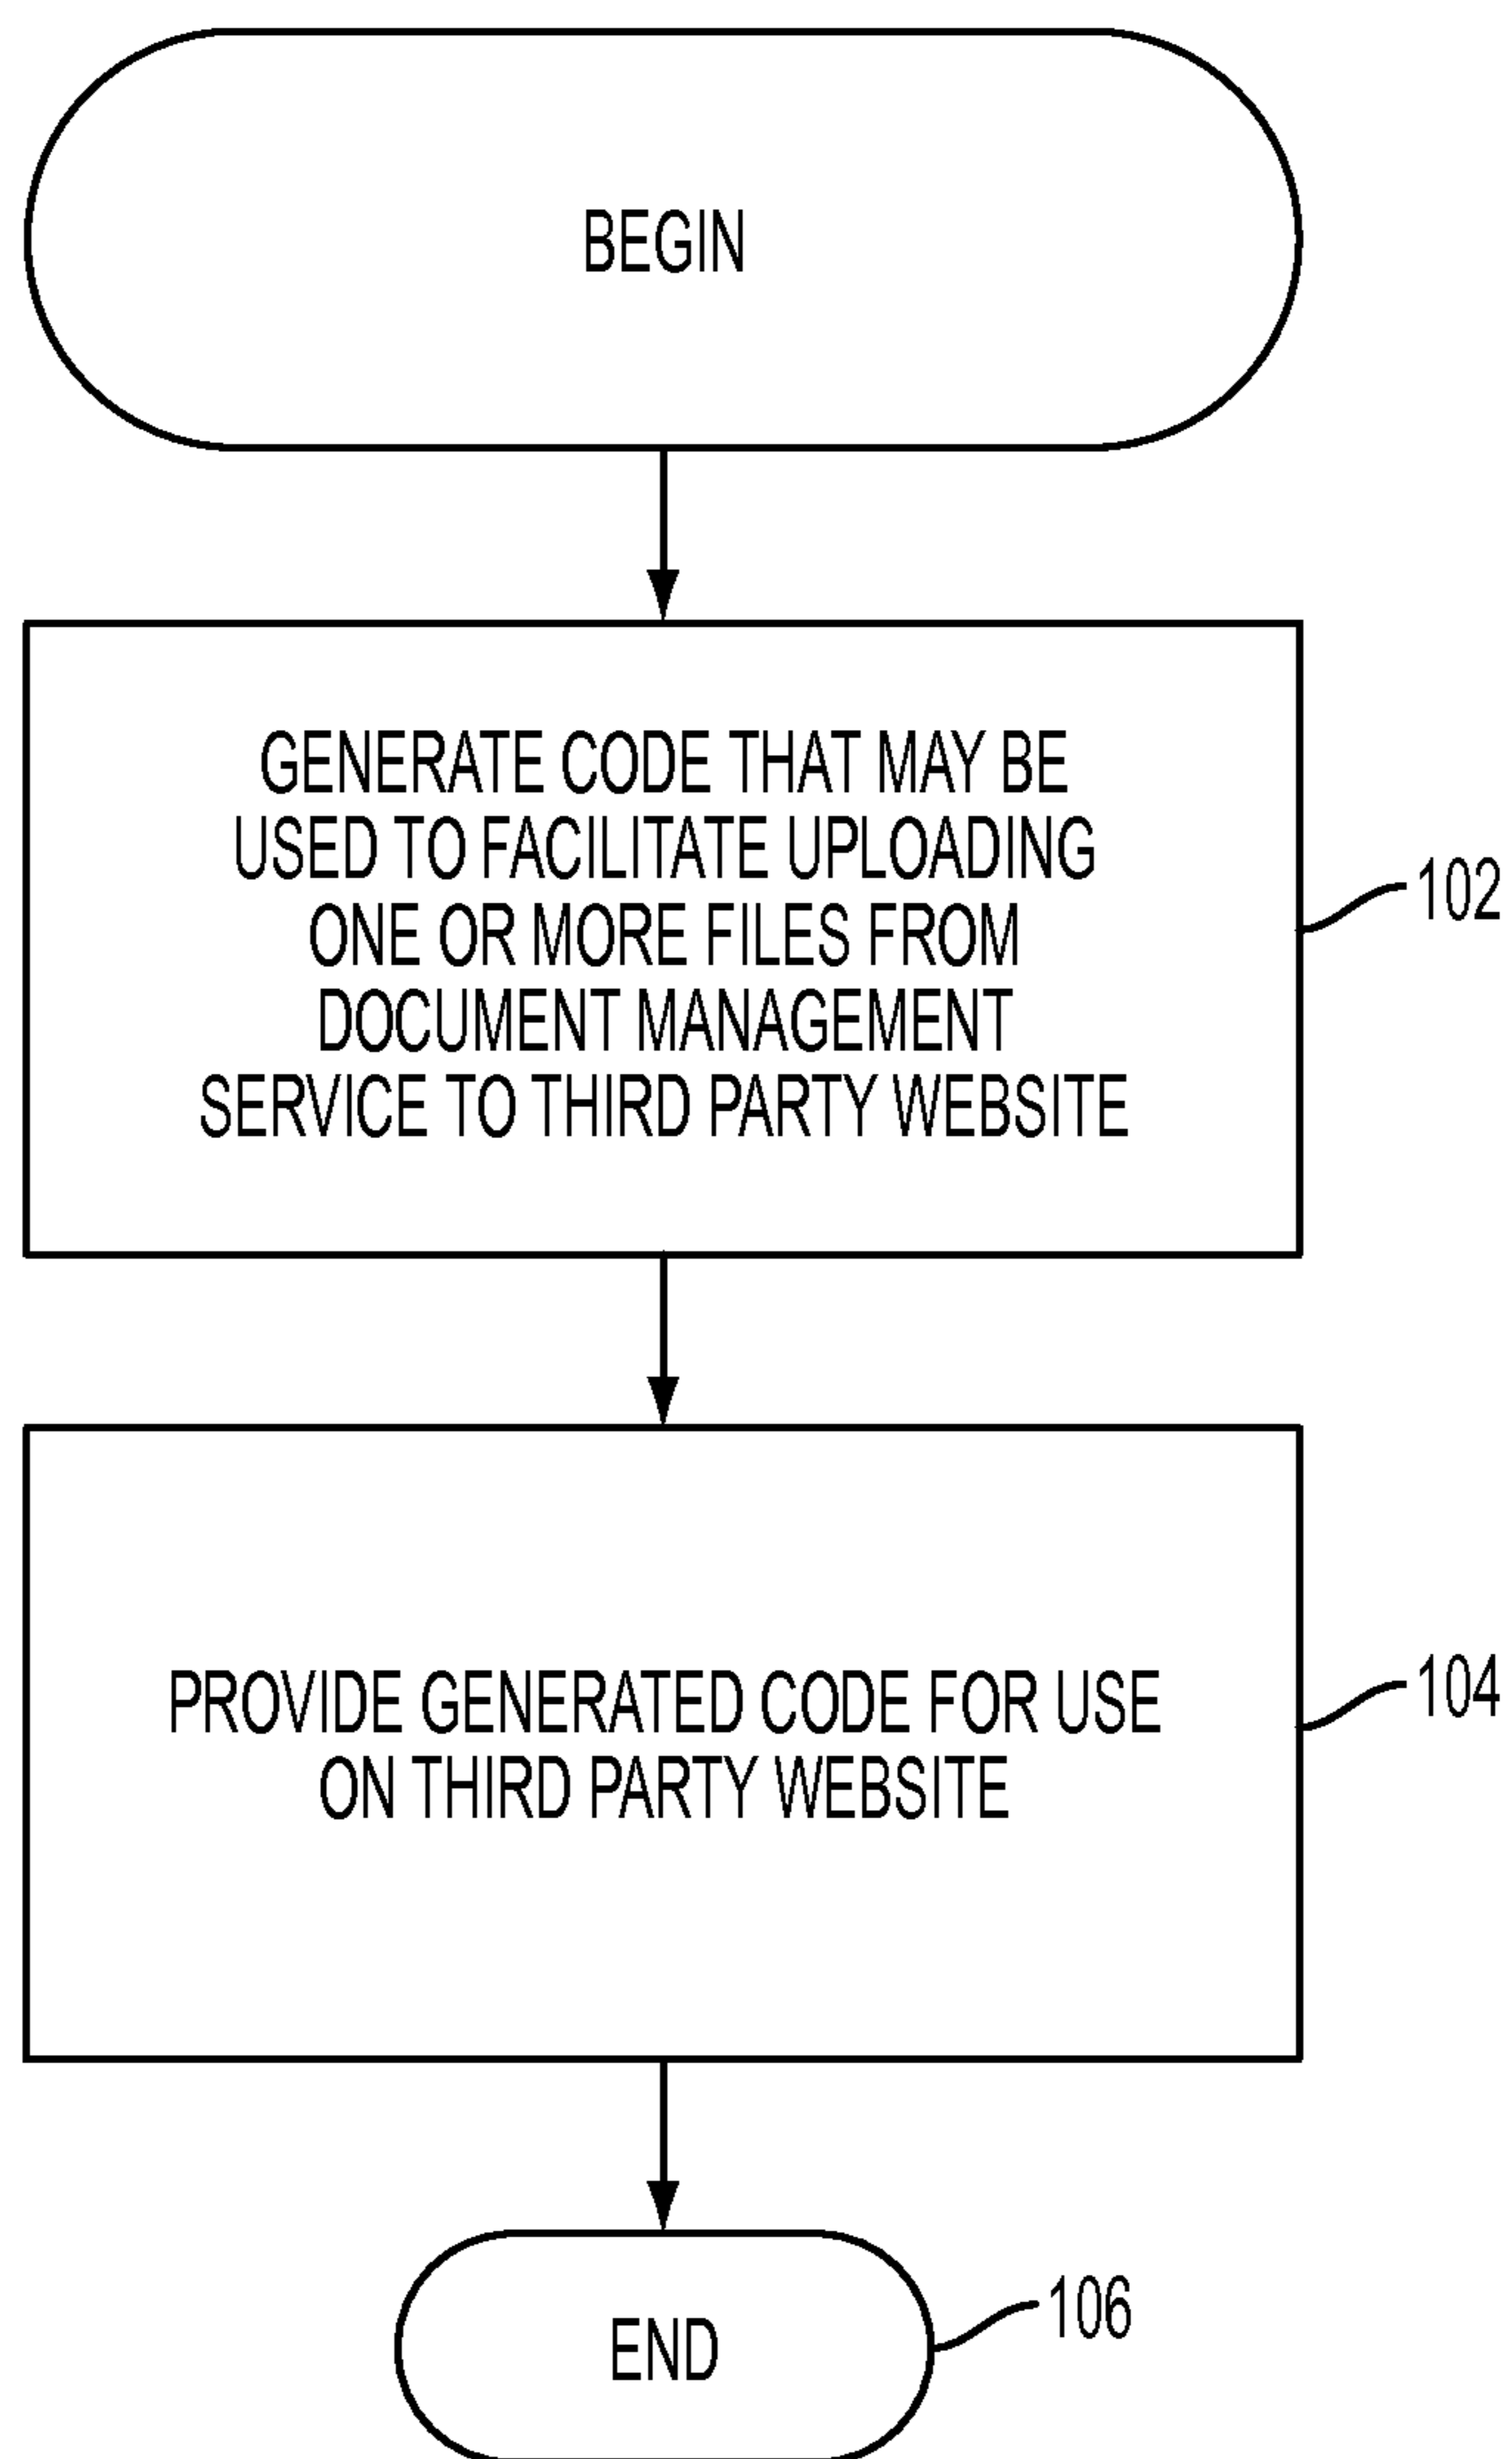 BEGIN
GENERATE CODE THAT MAY BE
USED TO FACILITATE UPLOADING
ONE OR MORE FILES FROM
DOCUMENT MANAGEMENT
SERVICE TO THIRD PARTY WEBSITE
102
PROVIDE GENERATED CODE FOR USE
ON THIRD PARTY WEBSITE
104
END
106